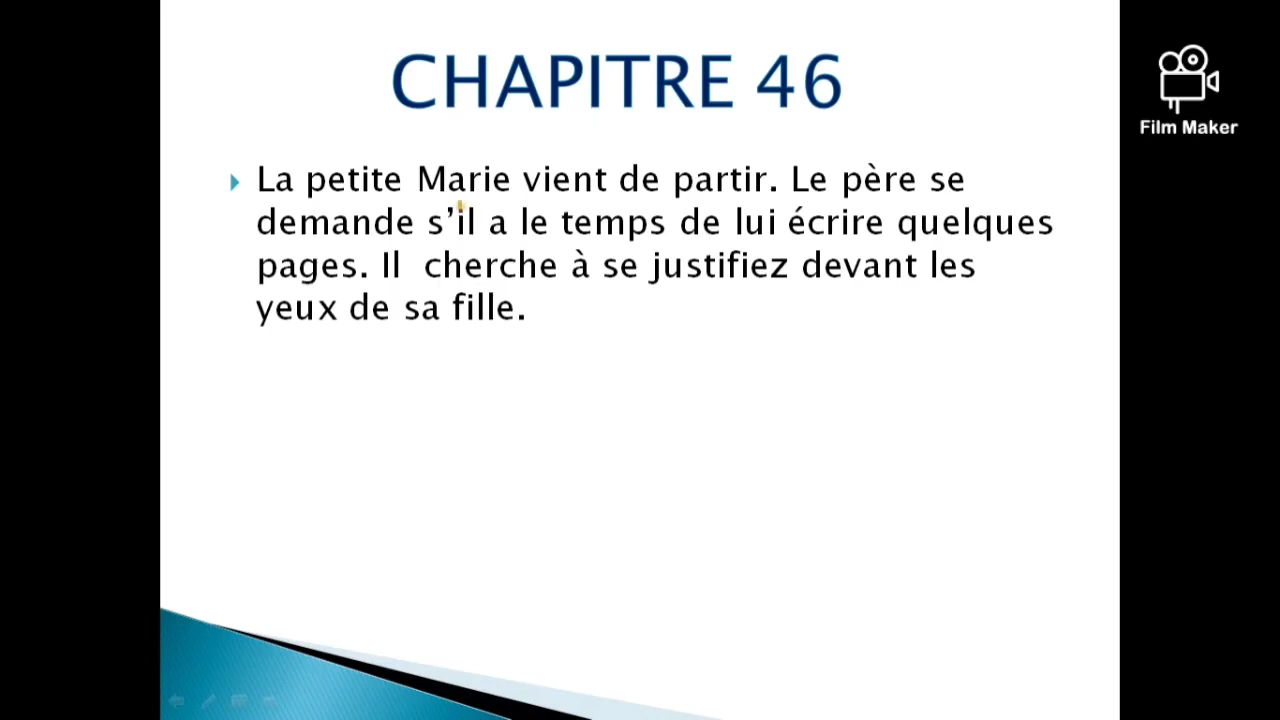 CHAPITRE 46
Film Maker
La petite Marie vient de partir. Le père se
demande s'il a le temps de lui écrire quelques
pages. Il cherche à se justifiez devant les
yeux de sa fille.